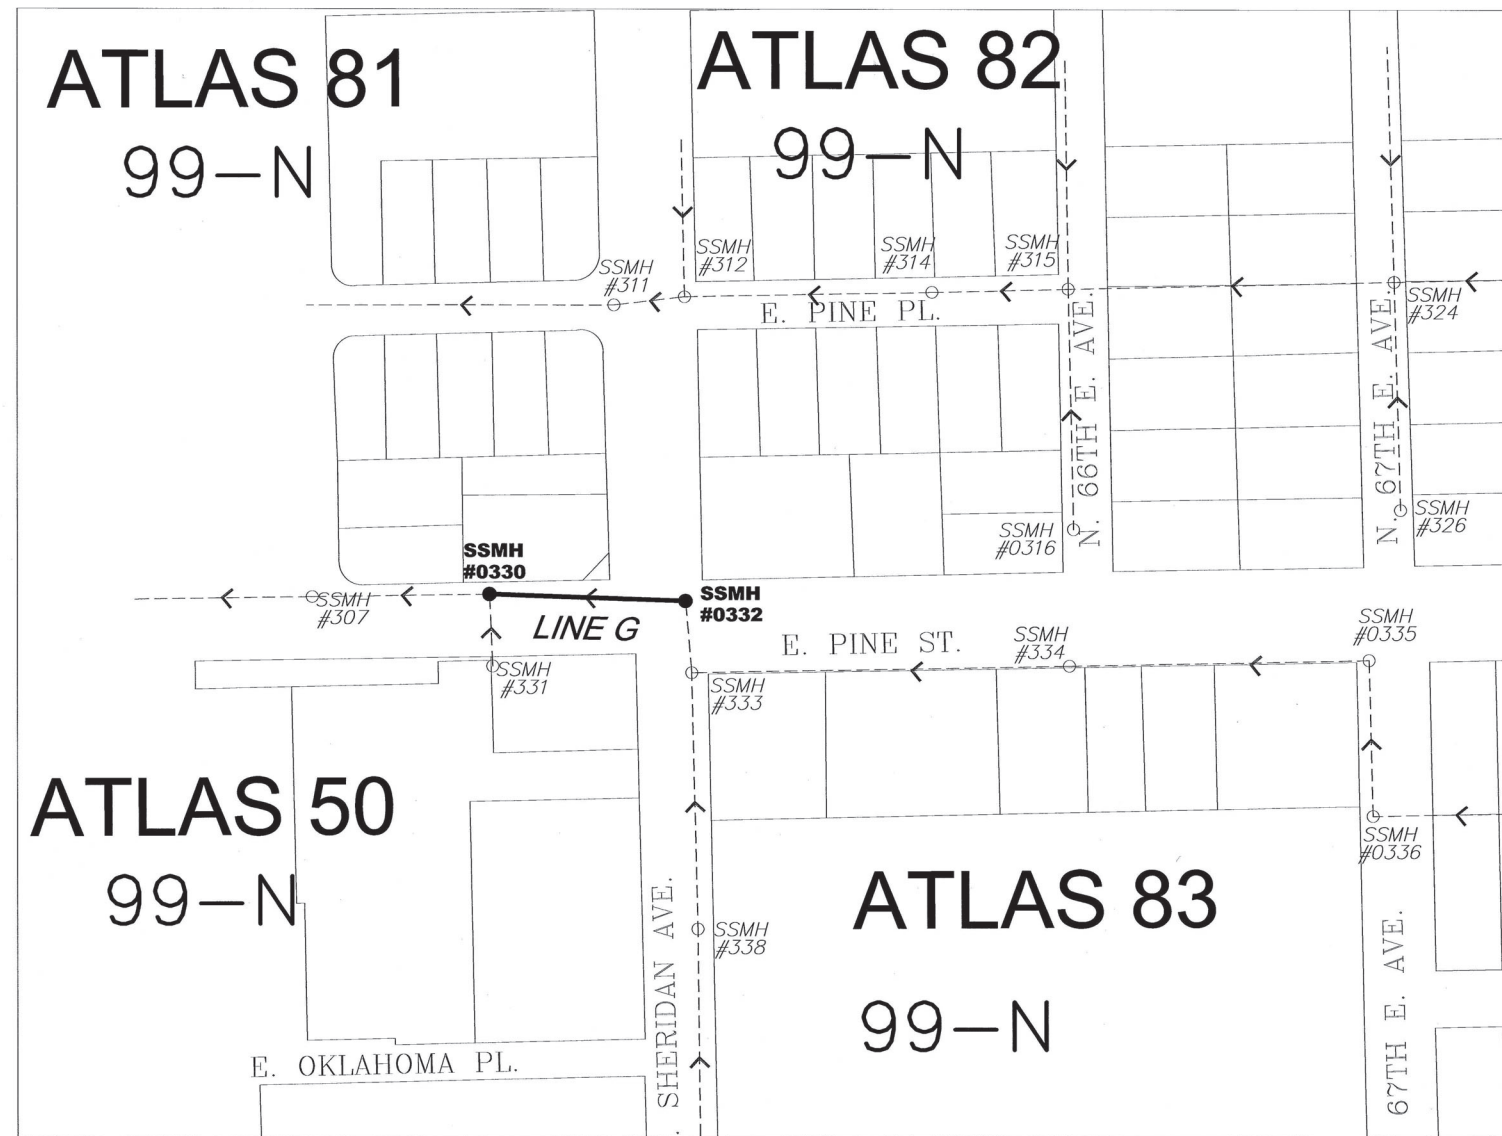 ATLAS 81
99-N
ATLAS 82
99-N
SSMH
#311
SSMH
#312
SSMH
#314
SSMH
#315
SSMH
#324
E. PINE PL.
N. 66TH E. AVE.
N. 67TH E. AVE.
SSMH
#0316
SSMH
#326
SSMH
#0330
SSMH
#0332
SSMH
#307
LINE G
SSMH
#331
E. PINE ST.
SSMH
#334
SSMH
#0335
SSMH
#333
ATLAS 50
99-N
SSMH
#0336
ATLAS 83
99-N
SSMH
#338
SHERIDAN AVE.
67TH E. AVE.
E. OKLAHOMA PL.